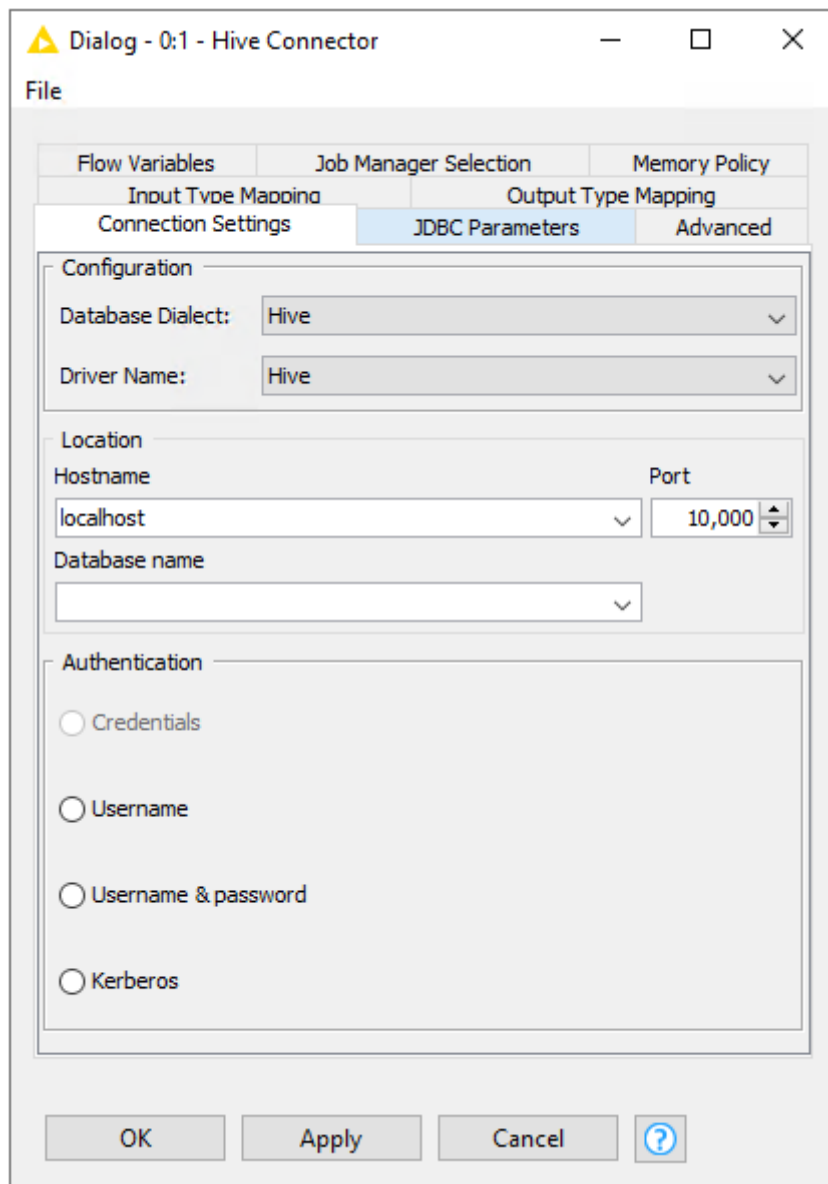 Dialog - 0:1 - Hive Connector
File
Flow Variables Job Manager Selection Memory Policy
Input Type Mapping Output Type Mapping
Connection Settings JDBC Parameters Advanced
Configuration
Database Dialect: Hive
Driver Name: Hive
Location
Hostname Port
localhost 10,000
Database name
Authentication
Credentials
Username
Username & password
Kerberos
OK Apply Cancel ?